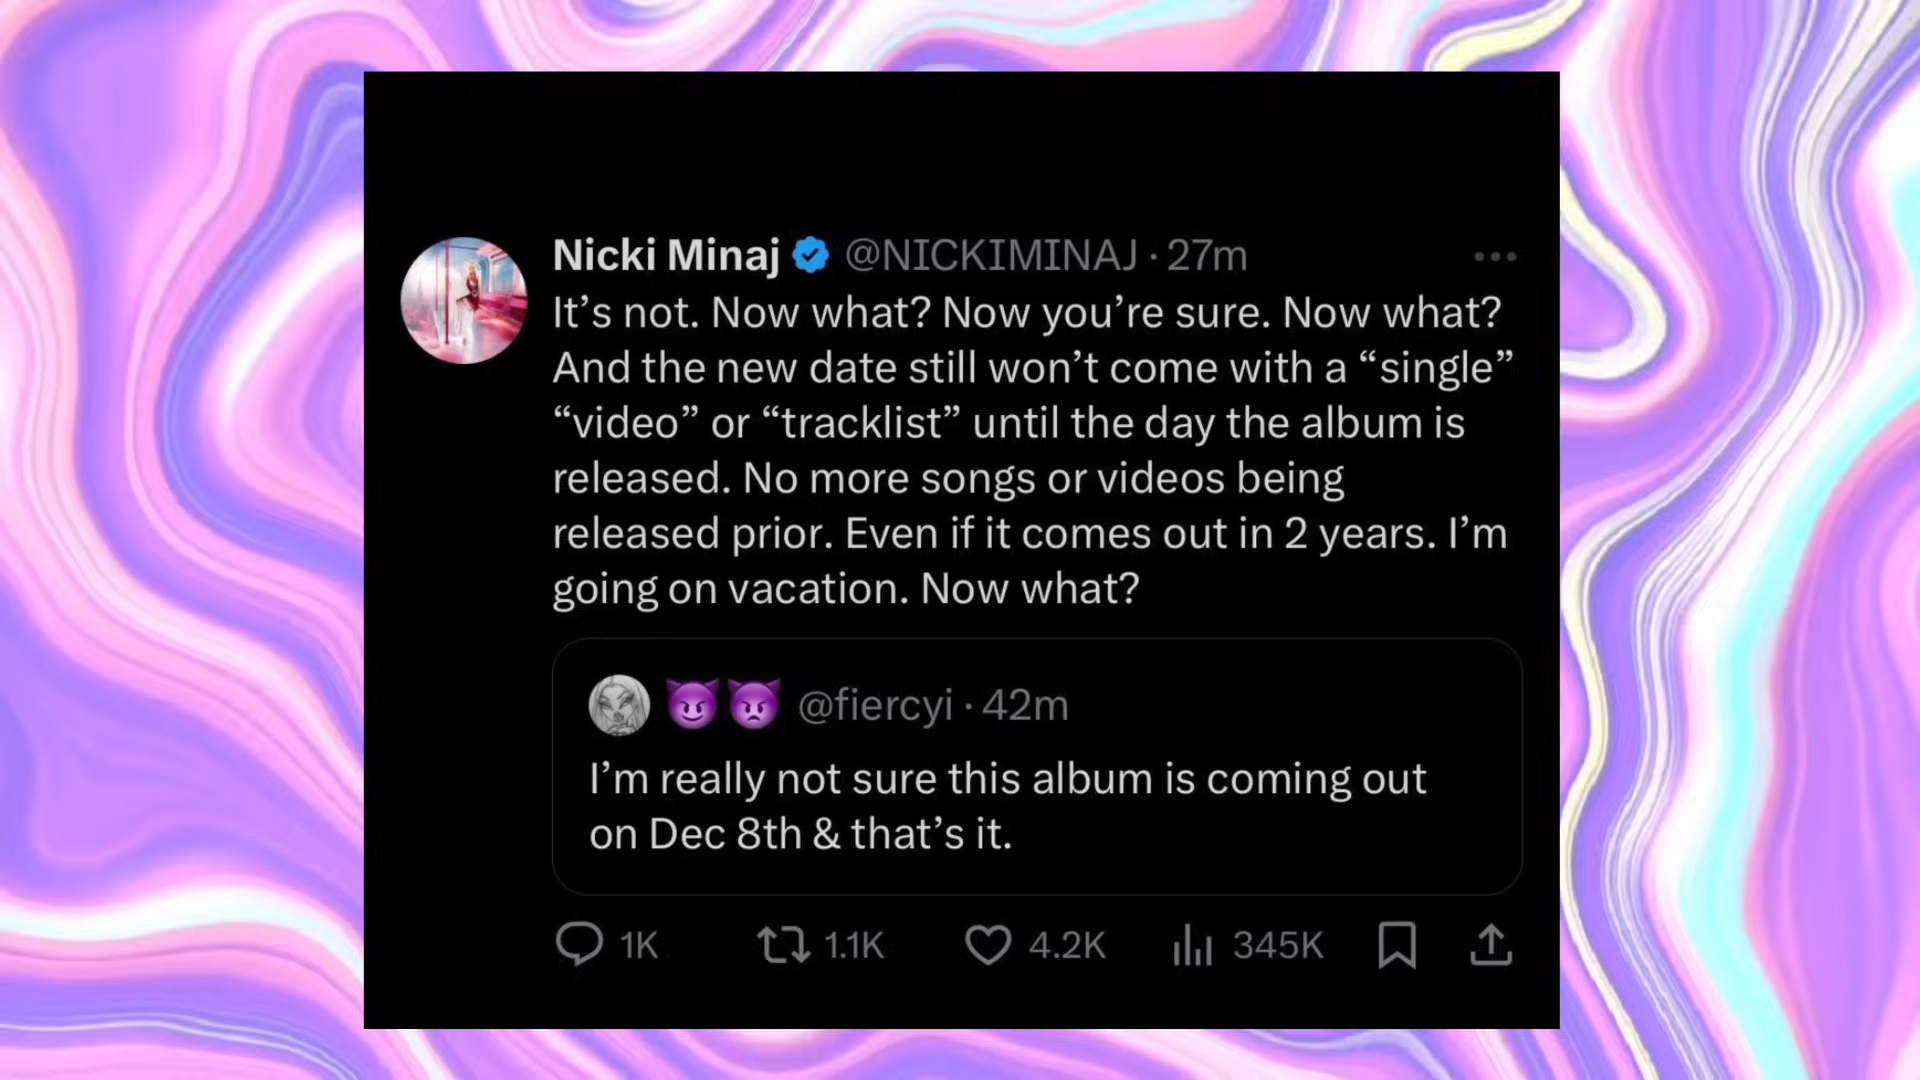 Nicki Minaj @NICKIMINAJ · 27m
It’s not. Now what? Now you’re sure. Now what?
And the new date still won’t come with a “single”
“video” or “tracklist” until the day the album is
released. No more songs or videos being
released prior. Even if it comes out in 2 years. I’m
going on vacation. Now what?
😈👿 @fiercyi · 42m
I’m really not sure this album is coming out
on Dec 8th & that’s it.
1K 1.1K 4.2K 345K